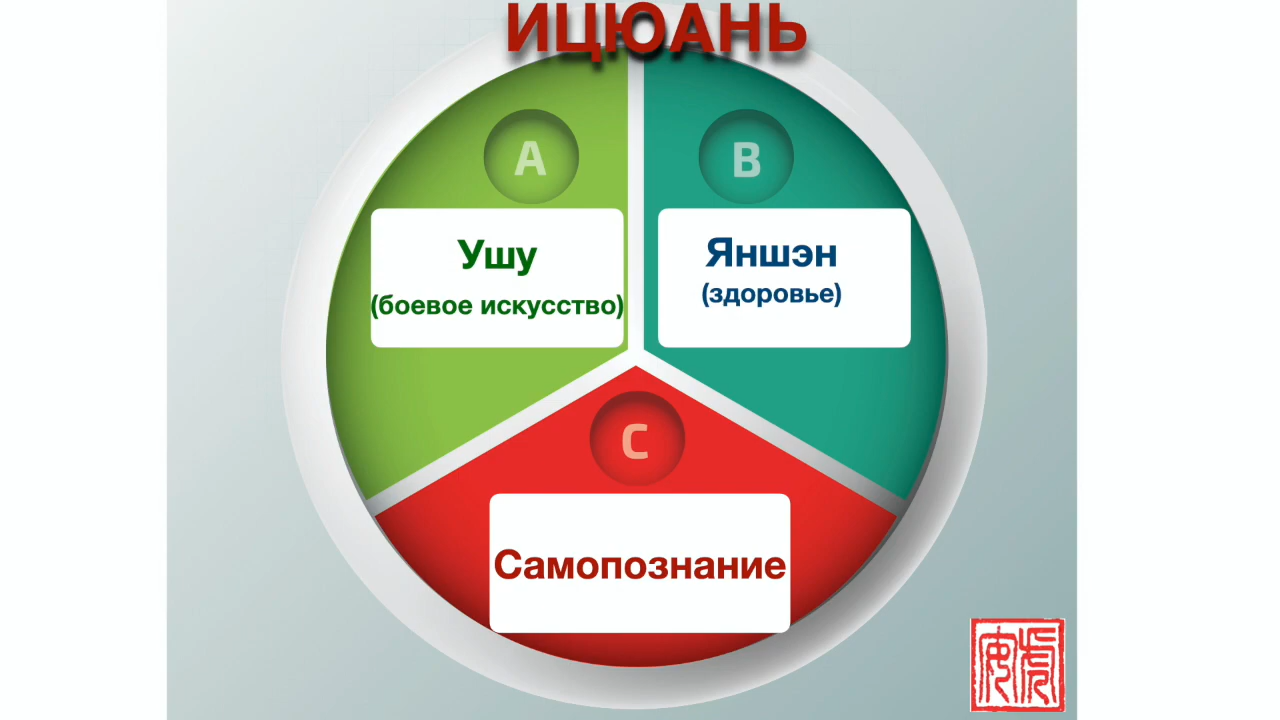 ИЦЮАНЬ
A
B
Ушу
(боевое искусство)
Яншэн
(здоровье)
C
Самопознание